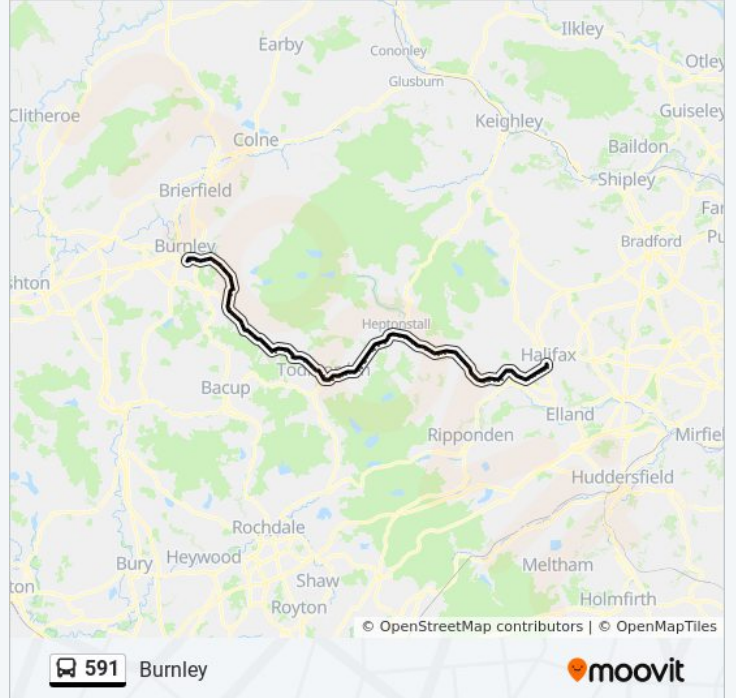 Ilkley
Earby
Cononley
Otley
Glusburn
Clitheroe
Guiseley
Keighley
Colne
Baildon
Shipley
Brierfield
Burnley
Bradford
Heptonstall
Halifax
Bacup
Elland
Ripponden
Huddersfield
Rochdale
Bury
Heywood
Meltham
Shaw
Holmfirth
Royton
© OpenStreetMap contributors | © OpenMapTiles
591 Burnley
moovit